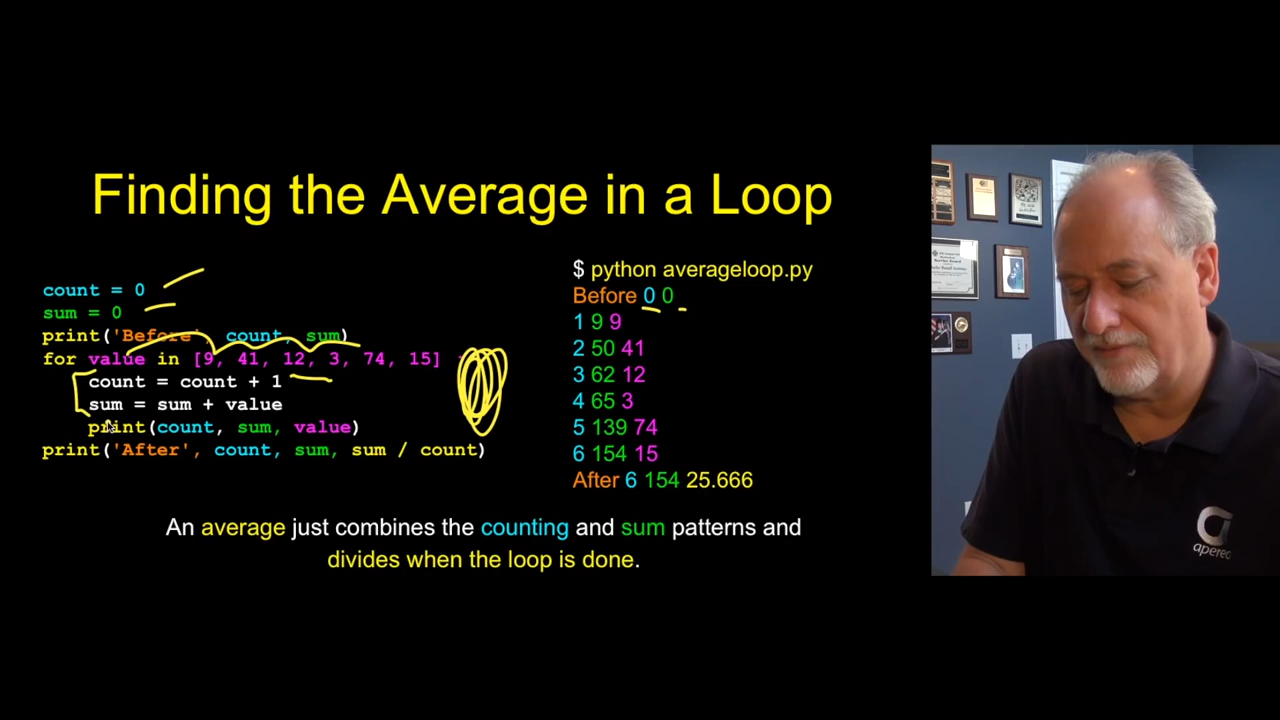 Finding the Average in a Loop
count = 0
sum = 0
print('Before', count, sum)
for value in [9, 41, 12, 3, 74, 15] :
    count = count + 1
    sum = sum + value
    print(count, sum, value)
print('After', count, sum, sum / count)
$ python averageloop.py
Before 0 0
1 9 9
2 50 41
3 62 12
4 65 3
5 139 74
6 154 15
After 6 154 25.666
An average just combines the counting and sum patterns and
divides when the loop is done.
apereo